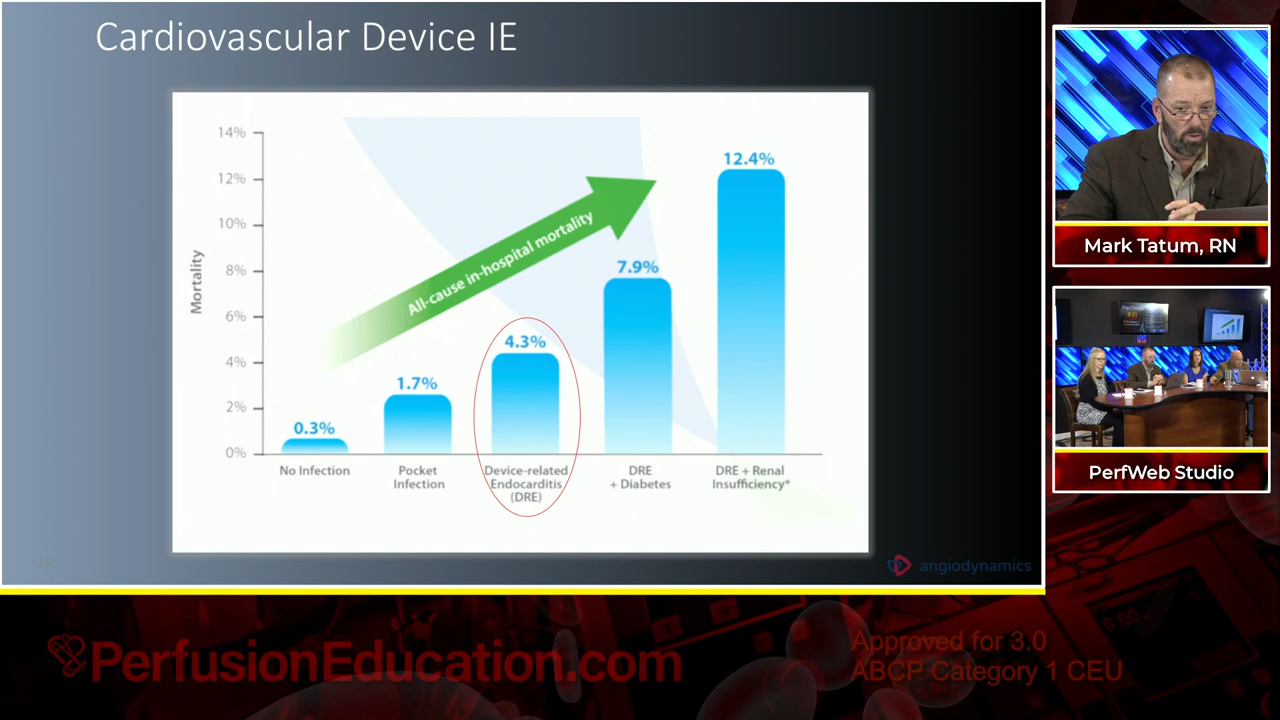 Cardiovascular Device IE
14%
12%
10%
8%
6%
4%
2%
0%
Mortality
All-cause in-hospital mortality
0.3%
1.7%
4.3%
7.9%
12.4%
No Infection
Pocket
Infection
Device-related
Endocarditis
(DRE)
DRE
+ Diabetes
DRE + Renal
Insufficiency*
angiodynamics
Mark Tatum, RN
PerfWeb Studio
PerfusionEducation.com
Approved for 3.0
ABCP Category 1 CEU